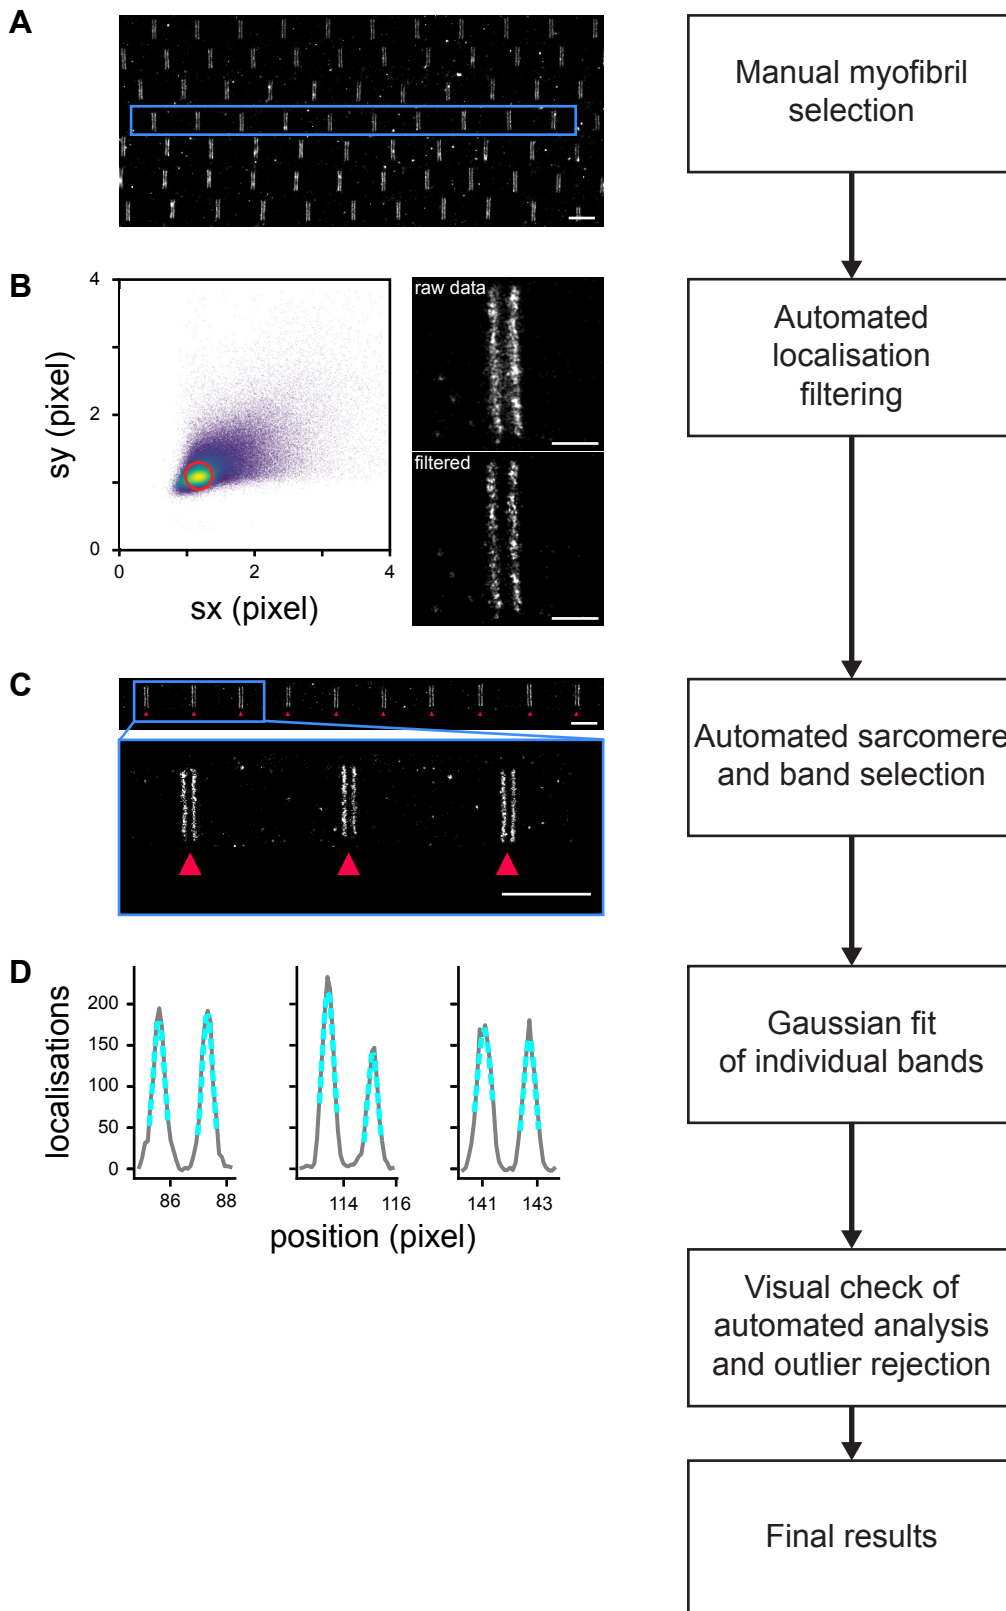 A
Manual myofibril
selection
B
4
2
0
0
2
4
sy (pixel)
sx (pixel)
raw data
filtered
Automated
localisation
filtering
C
Automated sarcomere
and band selection
D
localisations
200
150
100
50
0
86
88
114
116
141
143
position (pixel)
Gaussian fit
of individual bands
Visual check of
automated analysis
and outlier rejection
Final results